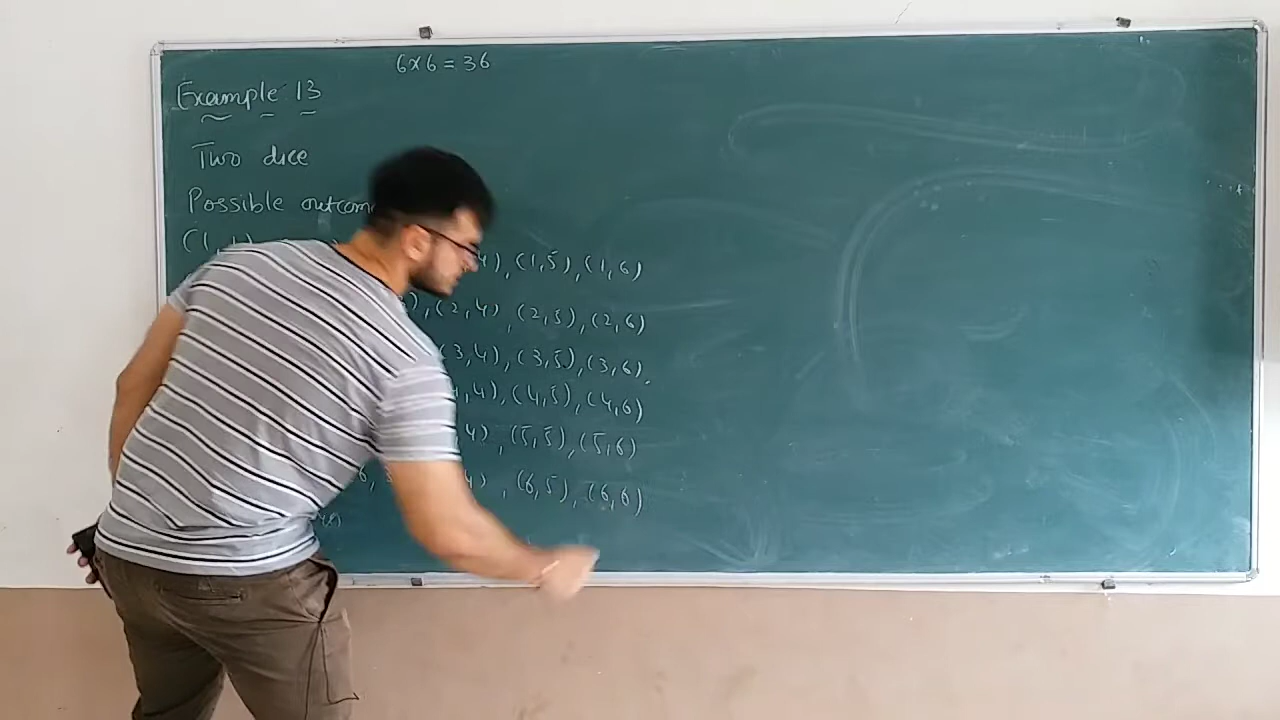 6×6 = 36
Example 13
Two dice
Possible outcom
(1,1) 4), (1,5), (1,6)
), (2,4), (2,5), (2,6)
(3,4), (3,5), (3,6),
4,4), (4,5), (4,6)
4), (5,5), (5,6)
6, 4), (6,5), (6,6)